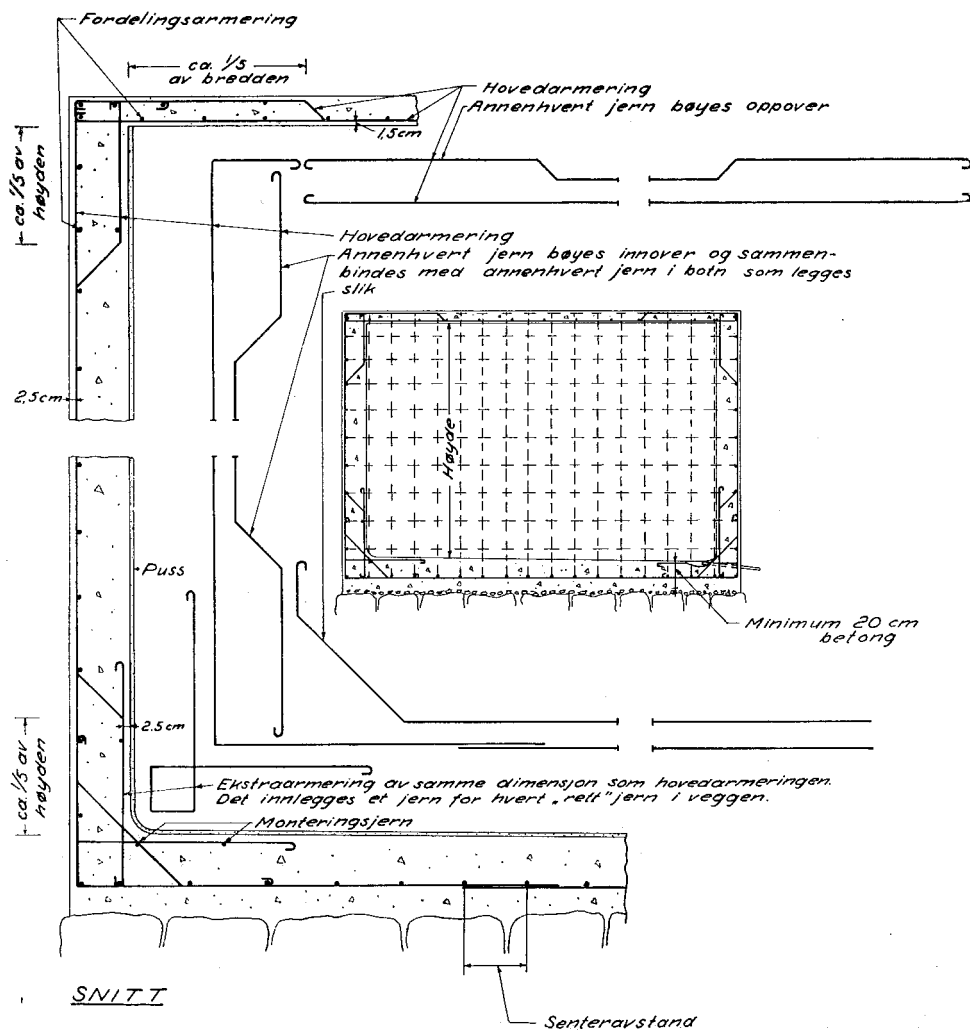 Fordelingsarmering
ca. 1/5
av bredden
Hovedarmering
Annenhvert jern bøyes oppover
1,5cm
ca. 1/5 av
høyden
Hovedarmering
Annenhvert jern bøyes innover og sammen-
bindes med annenhvert jern i botn som legges
slik
2,5cm
Høyde
Puss
Minimum 20 cm
betong
2.5cm
ca. 1/5 av
høyden
Ekstraarmering av samme dimensjon som hovedarmeringen.
Det innlegges et jern for hvert „rett" jern i veggen.
Monteringsjern
SNITT
Senteravstand